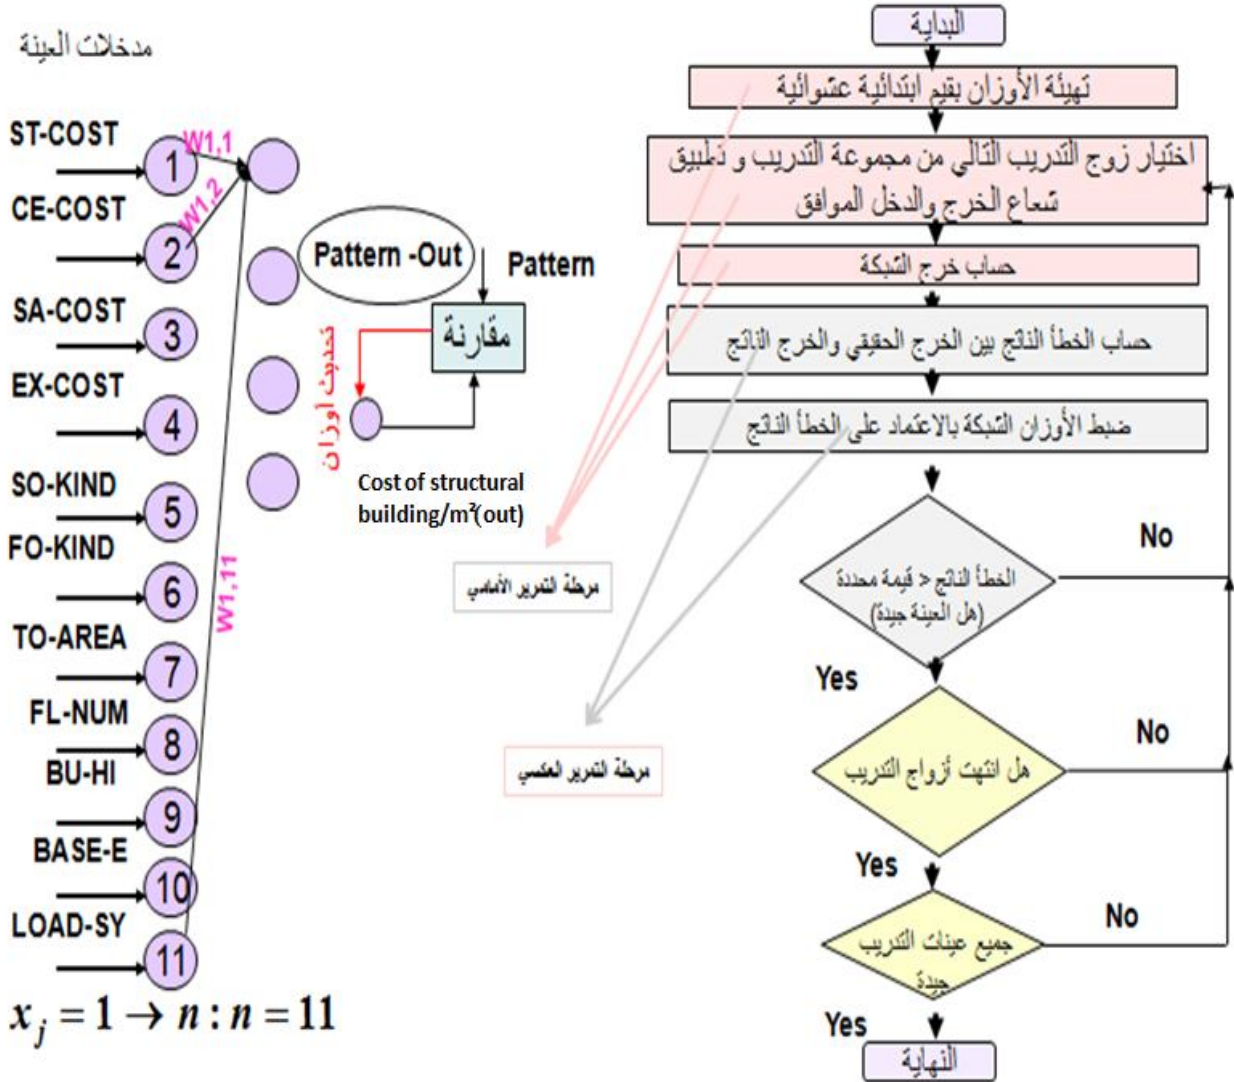 مدخلات العينة
ST-COST
1
CE-COST
2
SA-COST
3
EX-COST
4
SO-KIND
5
FO-KIND
6
TO-AREA
7
FL-NUM
8
BU-HI
9
BASE-E
10
LOAD-SY
11
W1,1
W1,2
W1,11
Pattern -Out
Pattern
مقارنة
تحديث أوزان
Cost of structural
building/m²(out)
x_j = 1 → n : n = 11
البداية
تهيئة الأوزان بقيم ابتدائية عشوائية
اختيار زوج التدريب التالي من مجموعة التدريب و تطبيق
شعاع الخرج والدخل الموافق
حساب خرج الشبكة
حساب الخطأ الناتج بين الخرج الحقيقي والخرج الناتج
ضبط الأوزان الشبكة بالاعتماد على الخطأ الناتج
مرحلة التمرير الأمامي
مرحلة التمرير العكسي
الخطأ الناتج < قيمة محددة
(هل العينة جيدة)
No
Yes
هل انتهت أزواج التدريب
No
Yes
جميع عينات التدريب
جيدة
No
Yes
النهاية